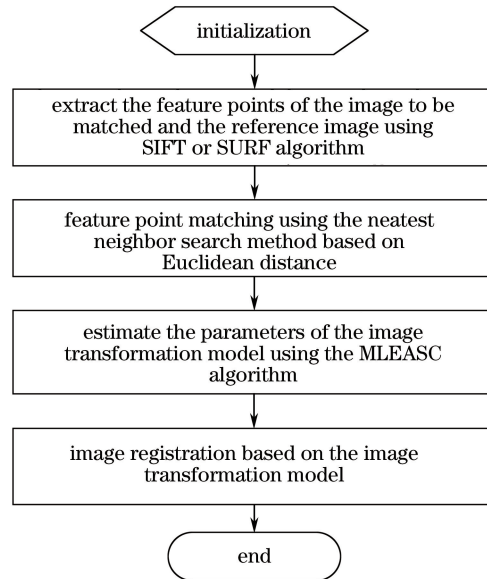 initialization
extract the feature points of the image to be
matched and the reference image using
SIFT or SURF algorithm
feature point matching using the neatest
neighbor search method based on
Euclidean distance
estimate the parameters of the image
transformation model using the MLEASC
algorithm
image registration based on the image
transformation model
end